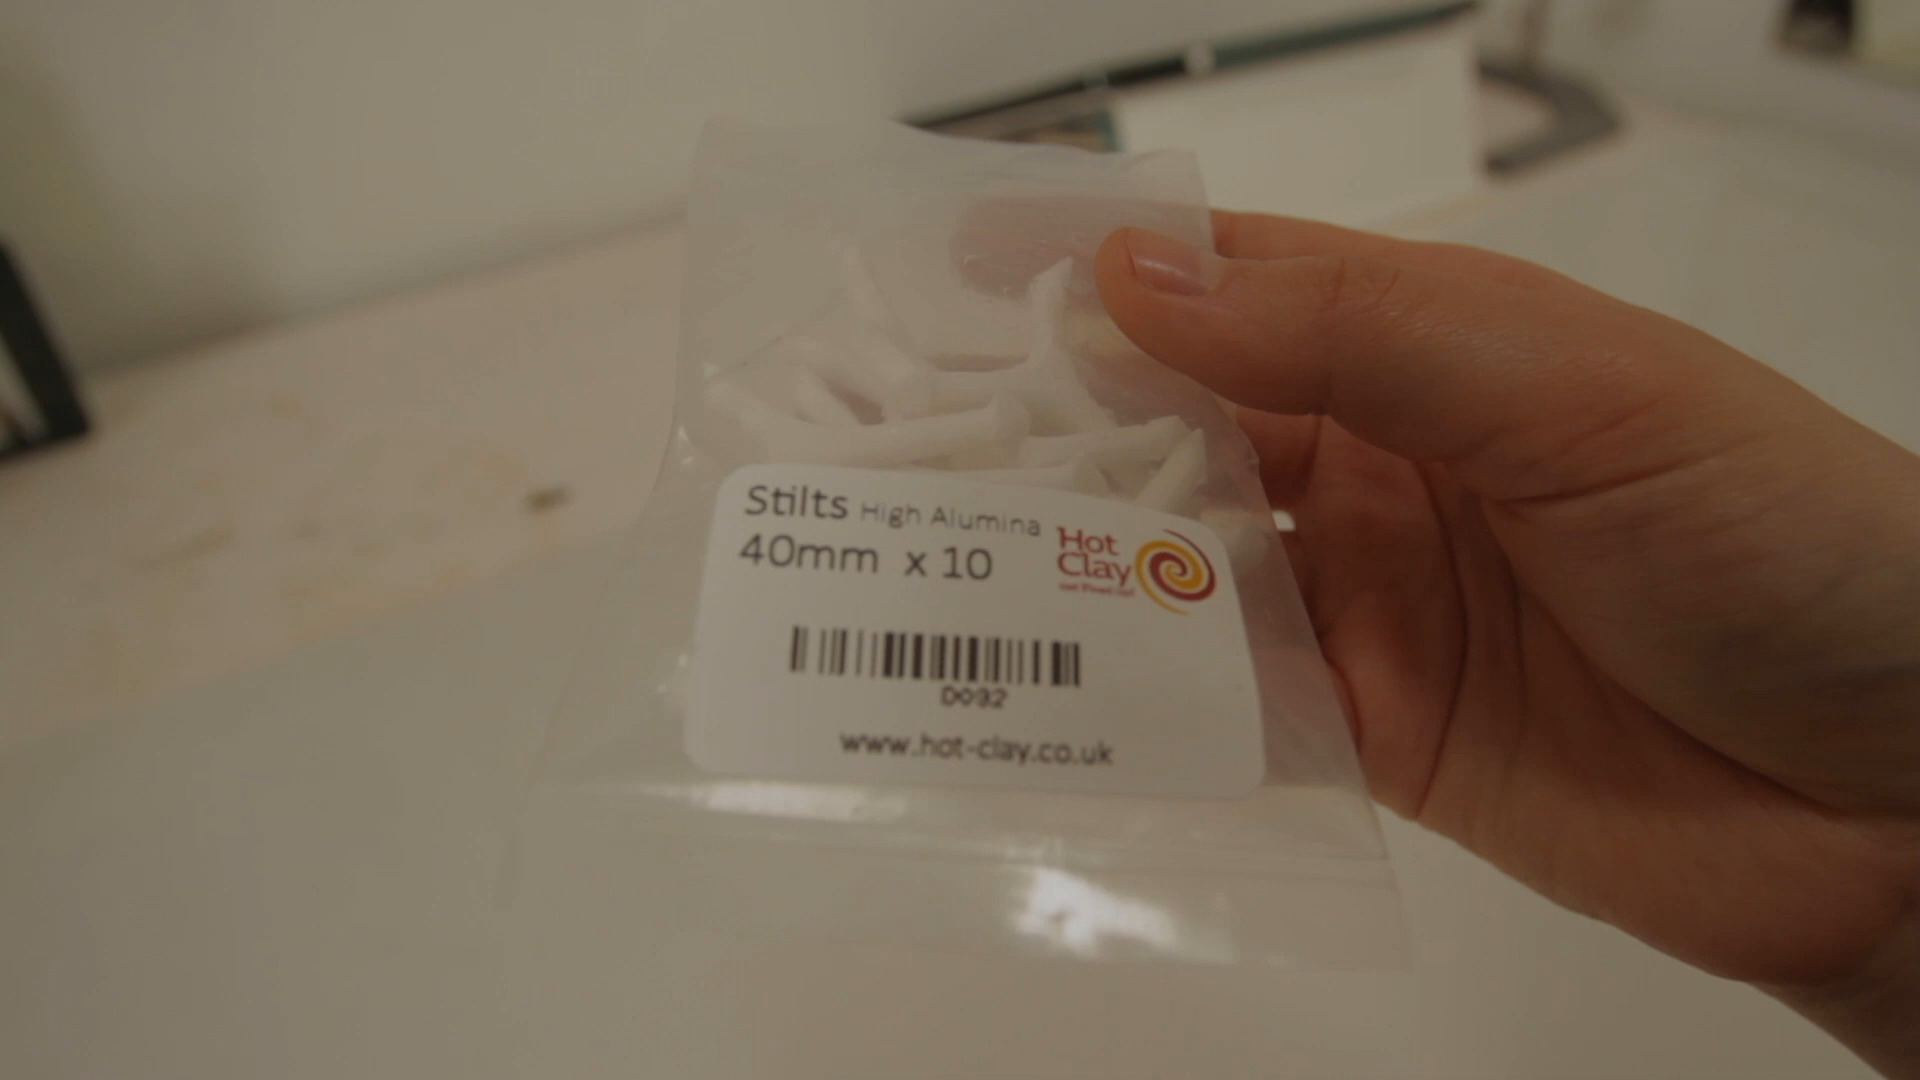 Stilts High Alumina
40mm x 10
Hot
Clay
D092
www.hot-clay.co.uk